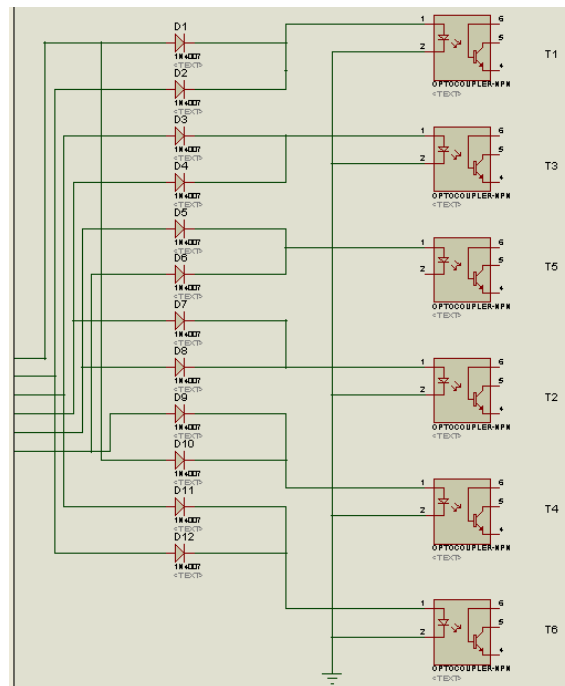 D1
1N4007
<TEXT>
D2
1N4007
<TEXT>
D3
1N4007
<TEXT>
D4
1N4007
<TEXT>
D5
1N4007
<TEXT>
D6
1N4007
<TEXT>
D7
1N4007
<TEXT>
D8
1N4007
<TEXT>
D9
1N4007
<TEXT>
D10
1N4007
<TEXT>
D11
1N4007
<TEXT>
D12
1N4007
<TEXT>
1 6
5
2 4
T1
OPTOCOUPLER-NPN
<TEXT>
1 6
5
2 4
T3
OPTOCOUPLER-NPN
<TEXT>
1 6
5
2 4
T5
OPTOCOUPLER-NPN
<TEXT>
1 6
5
2 4
T2
OPTOCOUPLER-NPN
<TEXT>
1 6
5
2 4
T4
OPTOCOUPLER-NPN
<TEXT>
1 6
5
2 4
T6
OPTOCOUPLER-NPN
<TEXT>